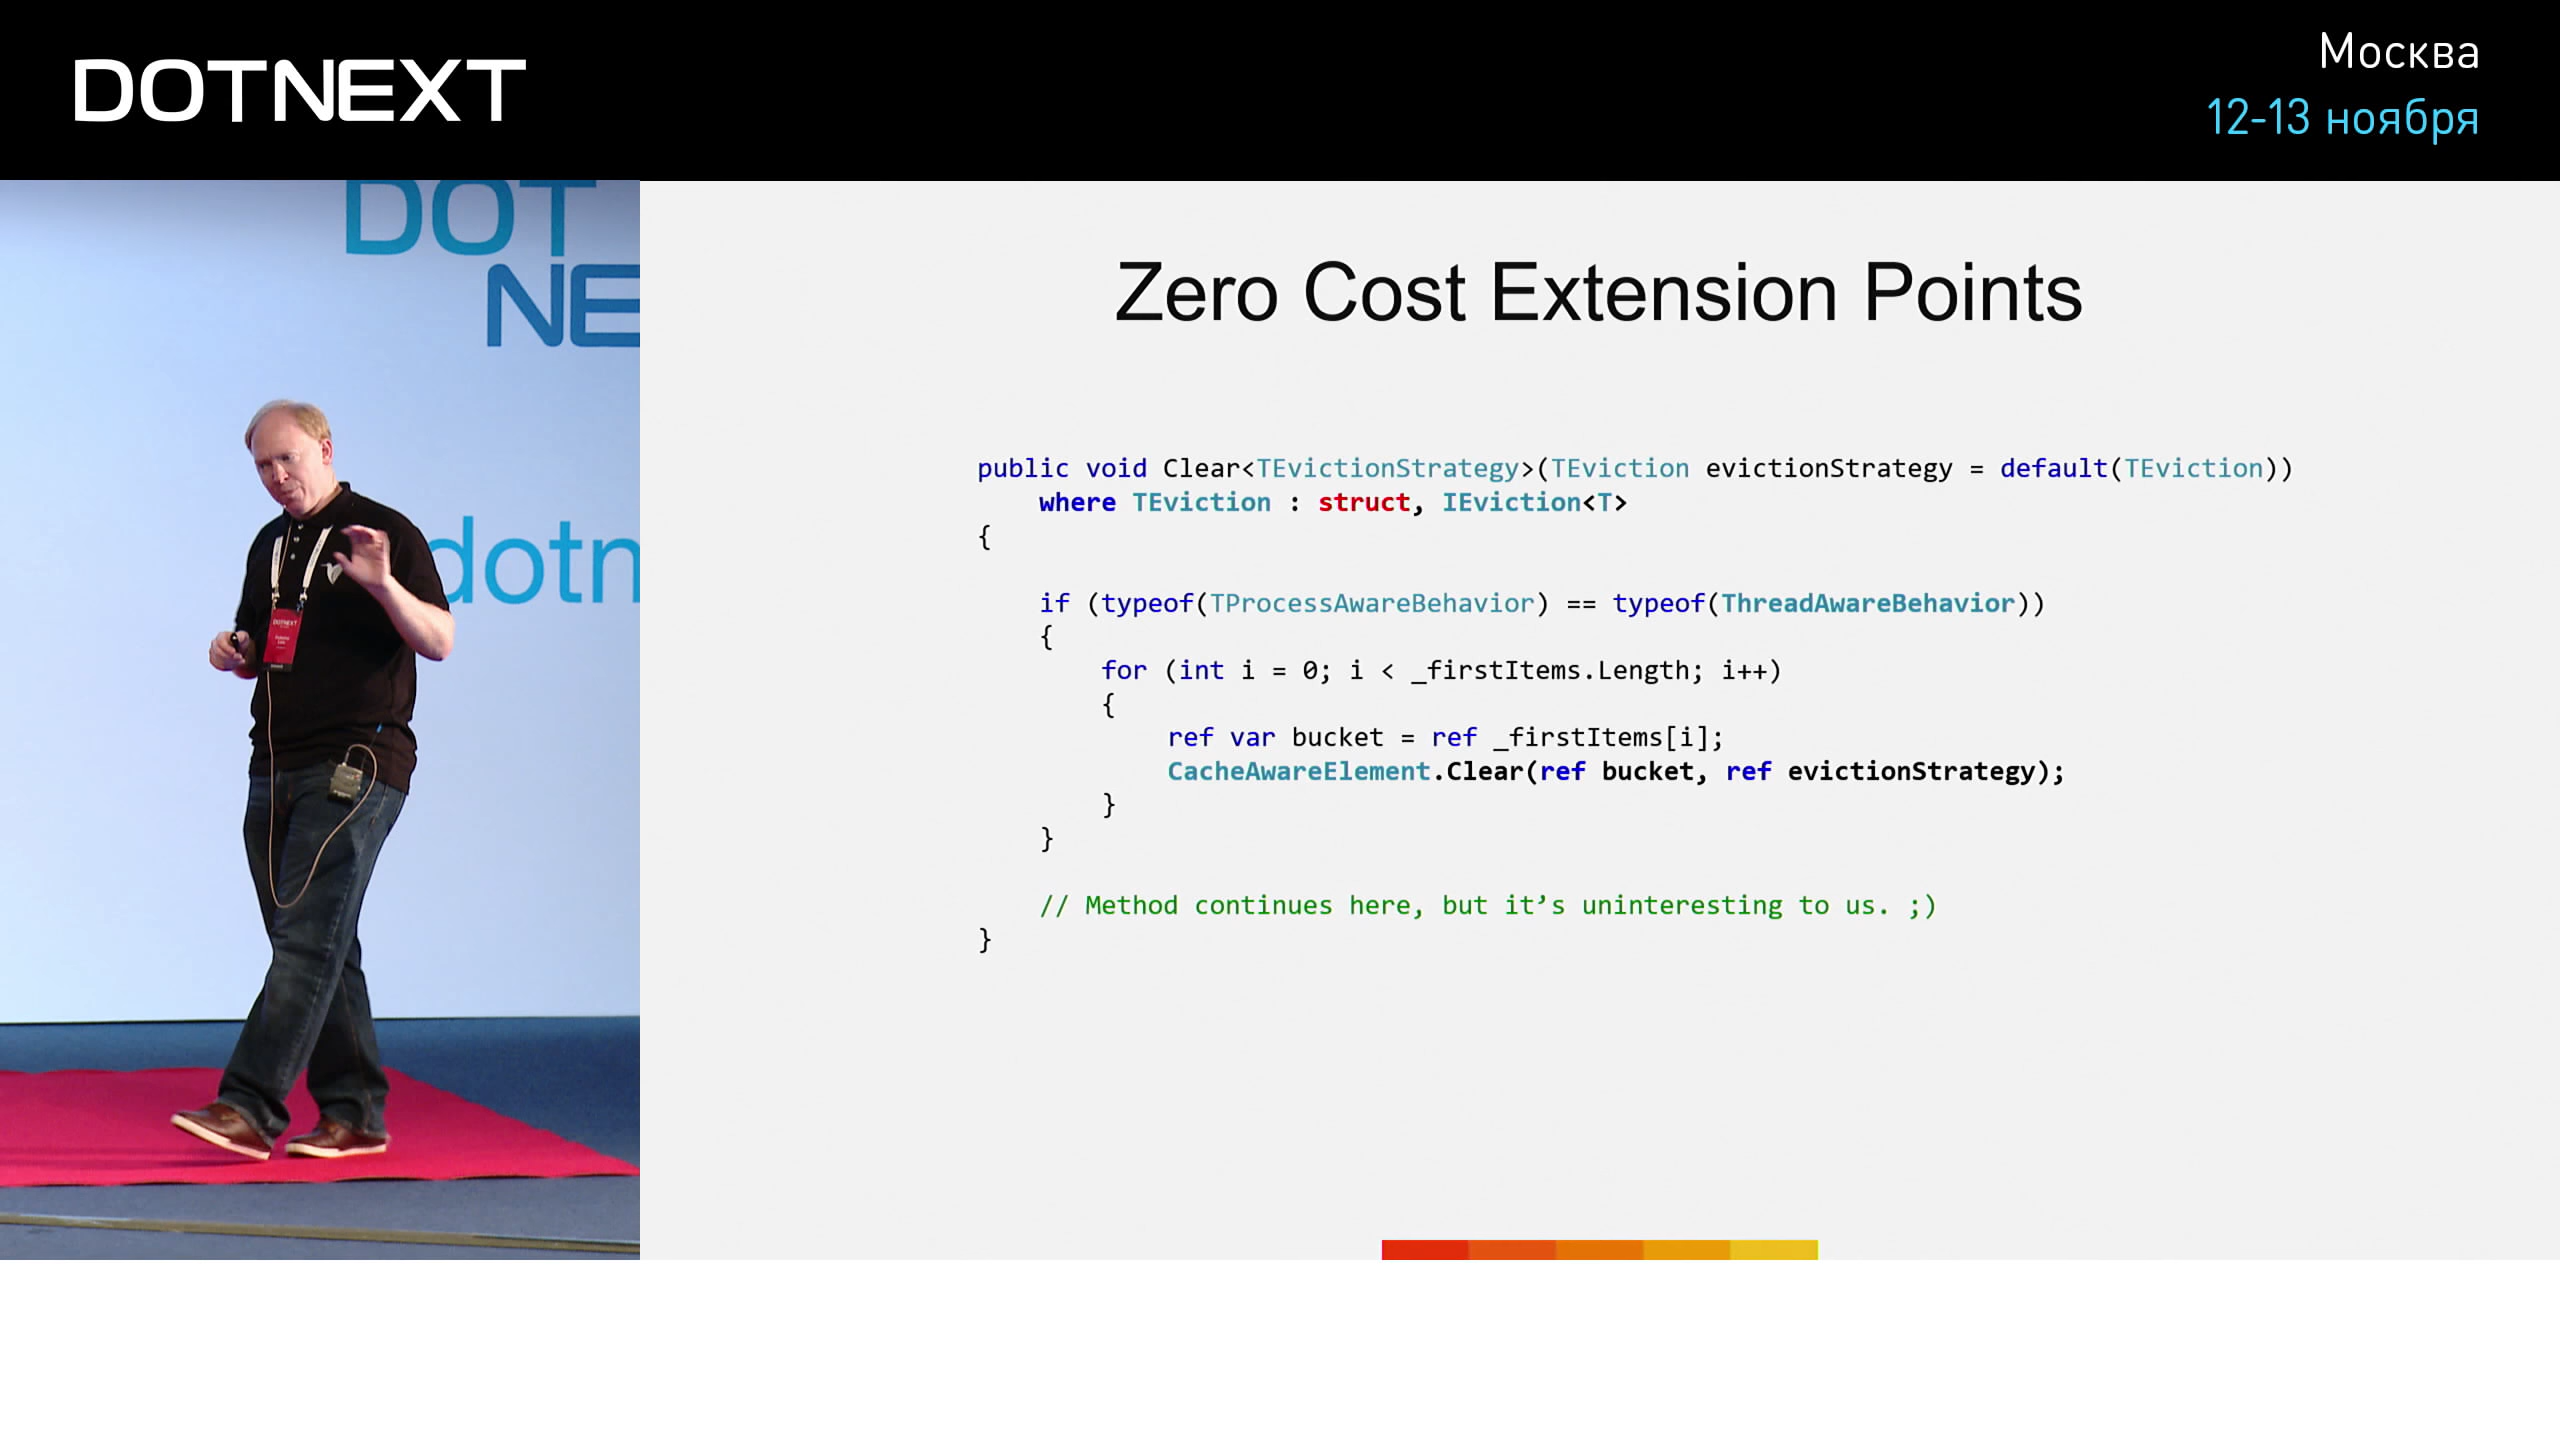 DOTNEXT
Москва
12-13 ноября
DOT
NE
dotn
DOTNEXT
Zero Cost Extension Points
public void Clear<TEvictionStrategy>(TEviction evictionStrategy = default(TEviction))
where TEviction : struct, IEviction<T>
{
if (typeof(TProcessAwareBehavior) == typeof(ThreadAwareBehavior))
{
for (int i = 0; i < _firstItems.Length; i++)
{
ref var bucket = ref _firstItems[i];
CacheAwareElement.Clear(ref bucket, ref evictionStrategy);
}
}
// Method continues here, but it’s uninteresting to us. ;)
}